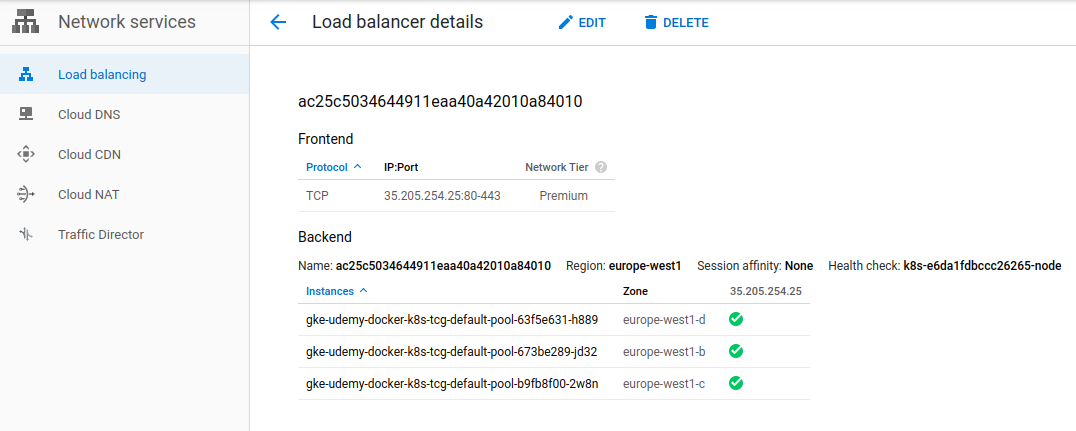 Network services
Load balancer details
EDIT
DELETE
Load balancing
Cloud DNS
Cloud CDN
Cloud NAT
Traffic Director
ac25c5034644911eaa40a42010a84010
Frontend
Protocol IP:Port Network Tier ?
TCP 35.205.254.25:80-443 Premium
Backend
Name: ac25c5034644911eaa40a42010a84010 Region: europe-west1 Session affinity: None Health check: k8s-e6da1fdbccc26265-node
Instances Zone 35.205.254.25
gke-udemy-docker-k8s-tcg-default-pool-63f5e631-h889 europe-west1-d
gke-udemy-docker-k8s-tcg-default-pool-673be289-jd32 europe-west1-b
gke-udemy-docker-k8s-tcg-default-pool-b9fb8f00-2w8n europe-west1-c